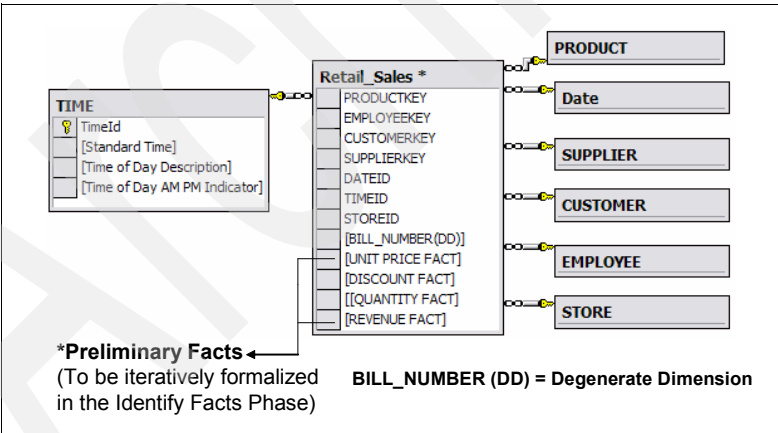 TIME
TimeId
[Standard Time]
[Time of Day Description]
[Time of Day AM PM Indicator]
Retail_Sales *
PRODUCTKEY
EMPLOYEEKEY
CUSTOMERKEY
SUPPLIERKEY
DATEID
TIMEID
STOREID
[BILL_NUMBER(DD)]
[UNIT PRICE FACT]
[DISCOUNT FACT]
[[QUANTITY FACT]
[REVENUE FACT]
PRODUCT
Date
SUPPLIER
CUSTOMER
EMPLOYEE
STORE
*Preliminary Facts
(To be iteratively formalized
in the Identify Facts Phase)
BILL_NUMBER (DD) = Degenerate Dimension